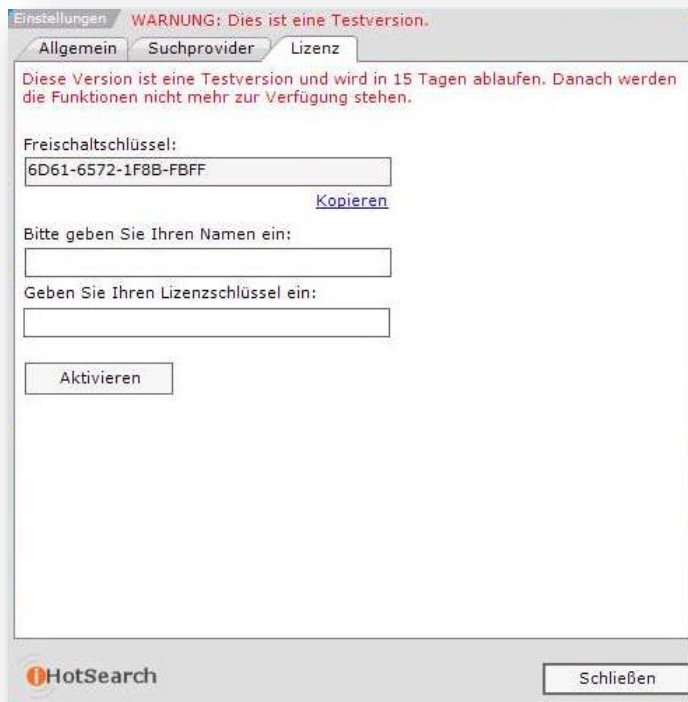 Einstellungen WARNUNG: Dies ist eine Testversion.
Allgemein Suchprovider Lizenz
Diese Version ist eine Testversion und wird in 15 Tagen ablaufen. Danach werden
die Funktionen nicht mehr zur Verfügung stehen.
Freischaltschlüssel:
6D61-6572-1F8B-FBFF
Kopieren
Bitte geben Sie Ihren Namen ein:
Geben Sie Ihren Lizenzschlüssel ein:
Aktivieren
iHotSearch
Schließen